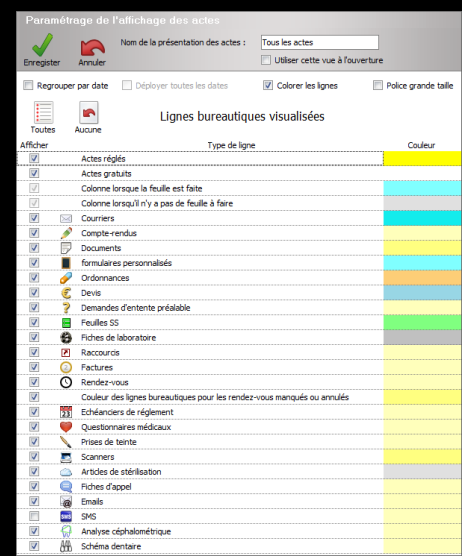 Paramétrage de l'affichage des actes
Nom de la présentation des actes : Tous les actes
Enregister Annuler
Utiliser cette vue à l'ouverture
Regrouper par date Déployer toutes les dates Colorer les lignes Police grande taille
Toutes Aucune
Lignes bureautiques visualisées
Afficher Type de ligne Couleur
Actes réglés
Actes gratuits
Colonne lorsque la feuille est faite
Colonne lorsqu'il n'y a pas de feuille à faire
Courriers
Compte-rendus
Documents
formulaires personnalisés
Ordonnances
Devis
Demandes d'entente préalable
Feuilles SS
Fiches de laboratoire
Raccourcis
Factures
Rendez-vous
Couleur des lignes bureautiques pour les rendez-vous manqués ou annulés
23 Echéanciers de réglement
Questionnaires médicaux
Prises de teinte
Scanners
Articles de stérilisation
Fiches d'appel
Emails
SMS SMS
Analyse céphalométrique
Schéma dentaire